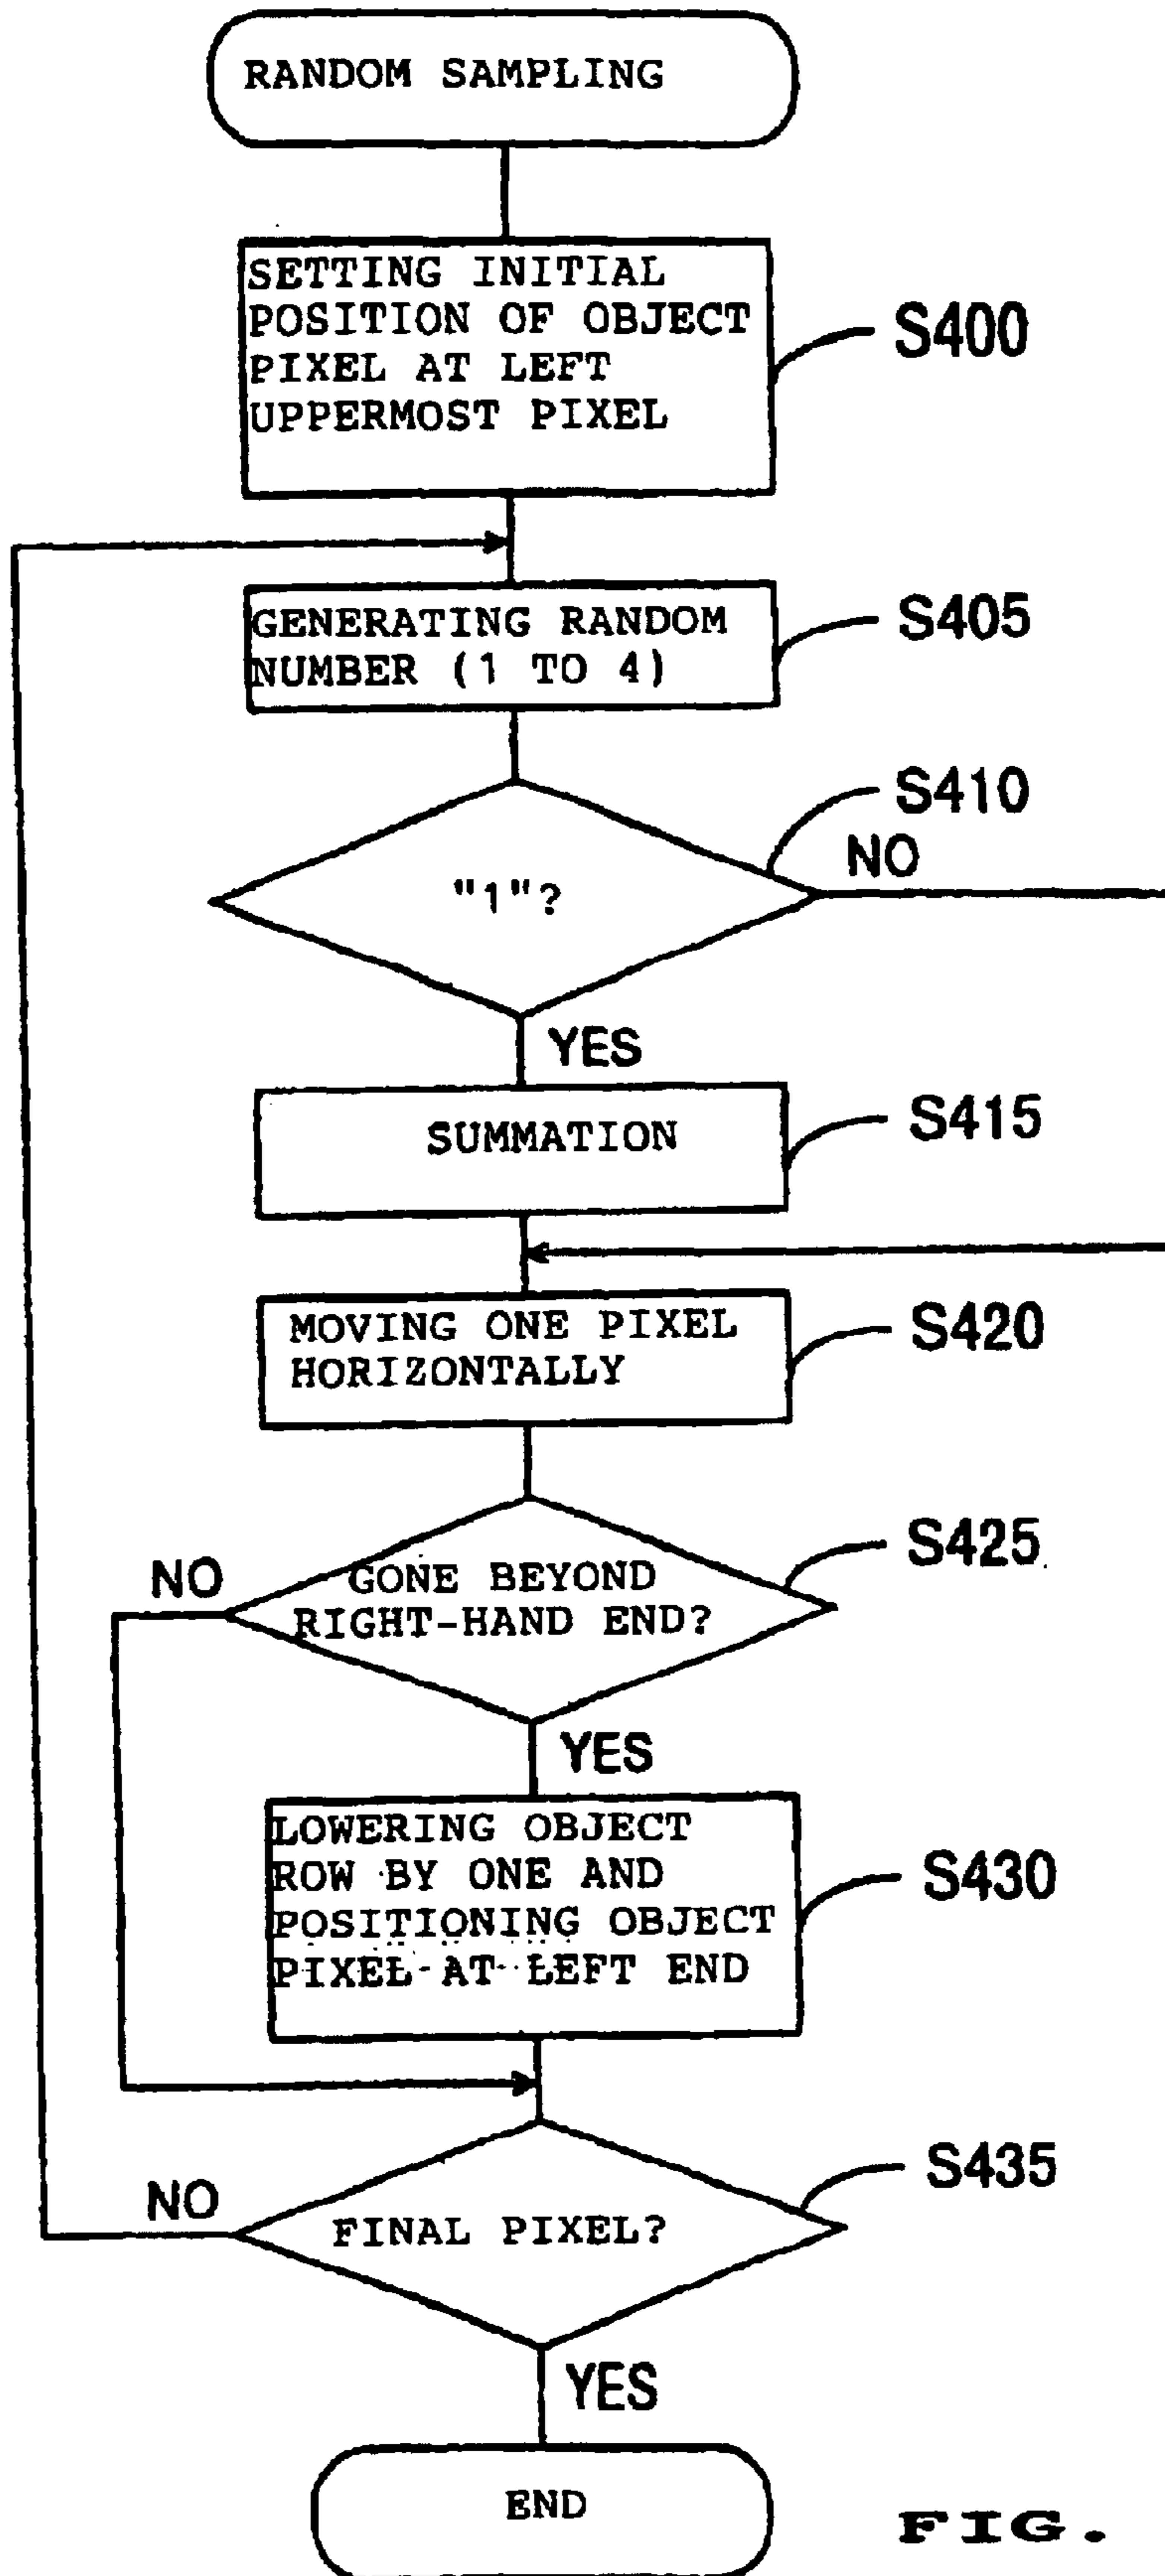 RANDOM SAMPLING
SETTING INITIAL
POSITION OF OBJECT
PIXEL AT LEFT
UPPERMOST PIXEL
S400
GENERATING RANDOM
NUMBER (1 TO 4)
S405
S410
"1"?
NO
YES
SUMMATION
S415
MOVING ONE PIXEL
HORIZONTALLY
S420
S425
NO
GONE BEYOND
RIGHT-HAND END?
YES
LOWERING OBJECT
ROW BY ONE AND
POSITIONING OBJECT
PIXEL AT LEFT END
S430
S435
NO
FINAL PIXEL?
YES
END
FIG.